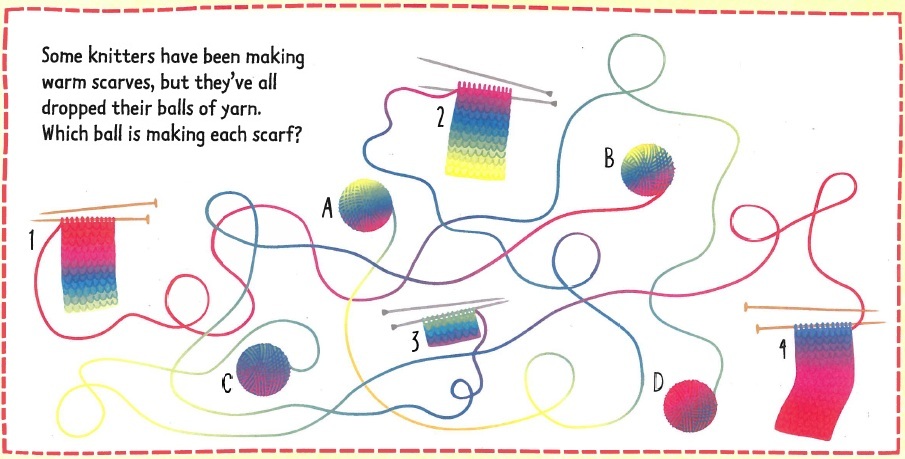 Some knitters have been making
warm scarves, but they've all
dropped their balls of yarn.
Which ball is making each scarf?
2
B
A
1
3
4
C
D